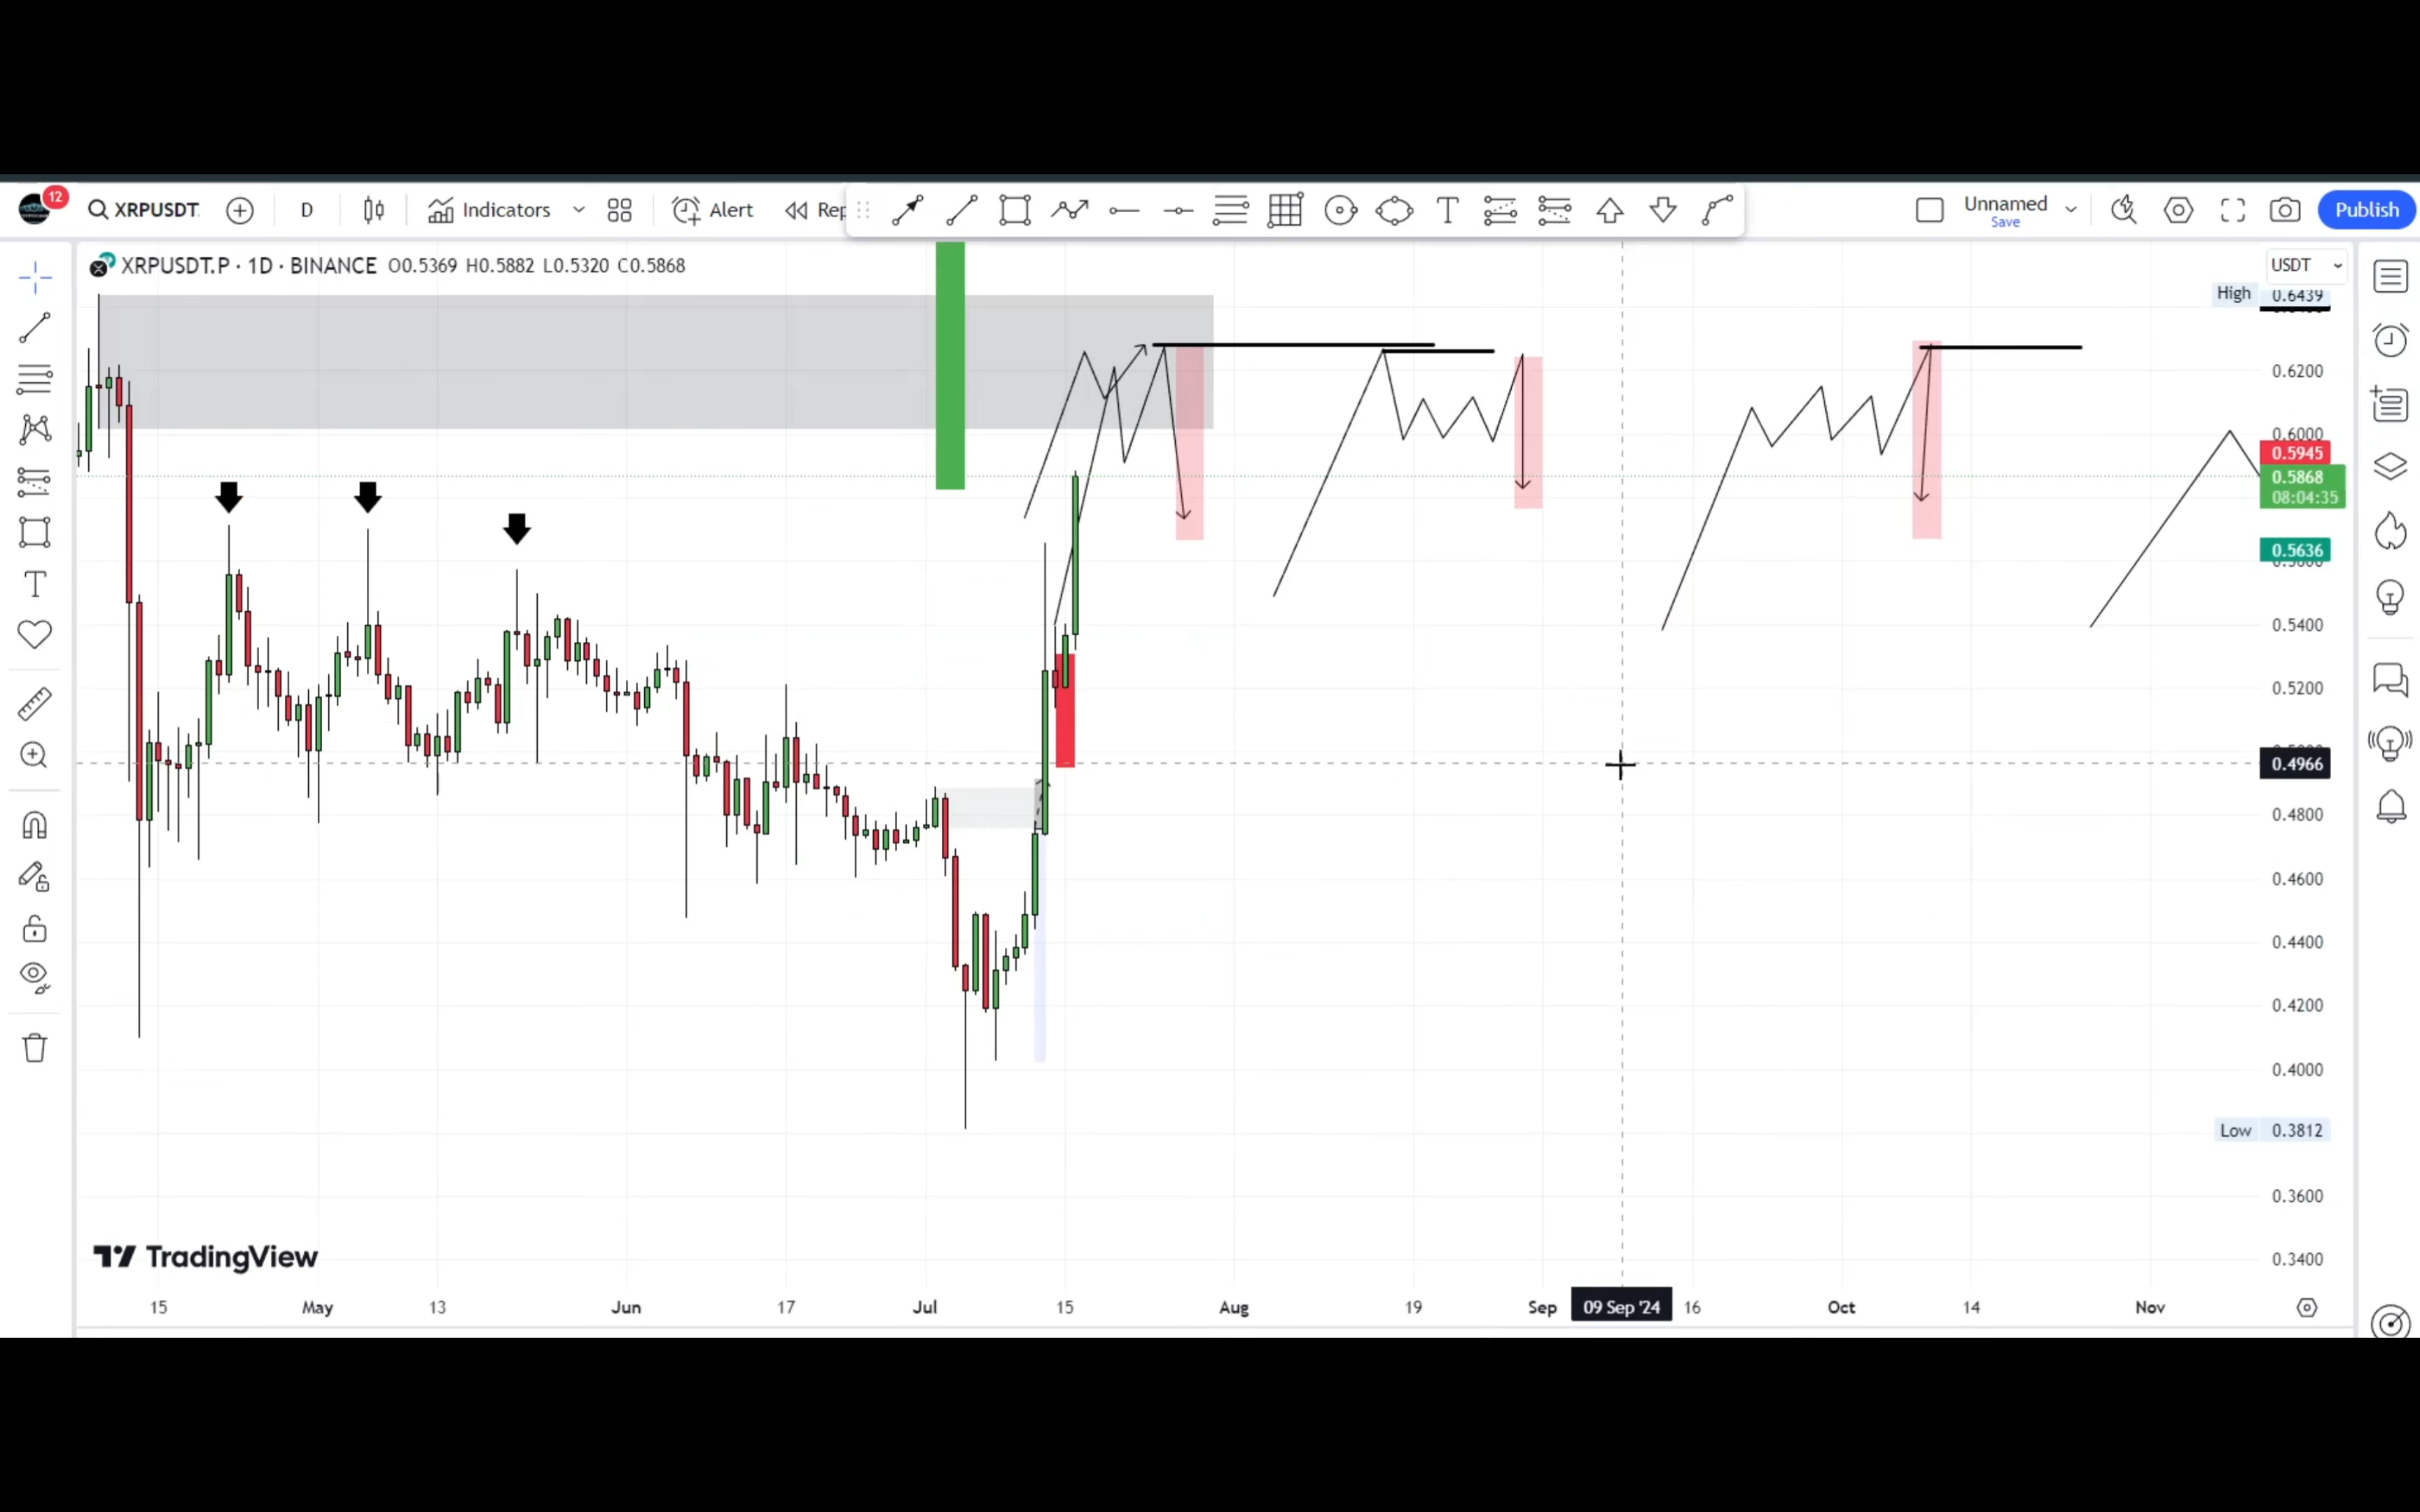 12
XRPUSDT
D
Indicators
Alert
Rep
Unnamed
Save
Publish
XRPUSDT.P · 1D · BINANCE O0.5369 H0.5882 L0.5320 C0.5868
USDT
High 0.6439
0.6200
0.6000
0.5945
0.5868
08:04:35
0.5636
0.5400
0.5200
0.4966
0.4800
0.4600
0.4400
0.4200
0.4000
Low 0.3812
0.3600
0.3400
TradingView
15 May 13 Jun 17 Jul 15 Aug 19 Sep 09 Sep '24 16 Oct 14 Nov